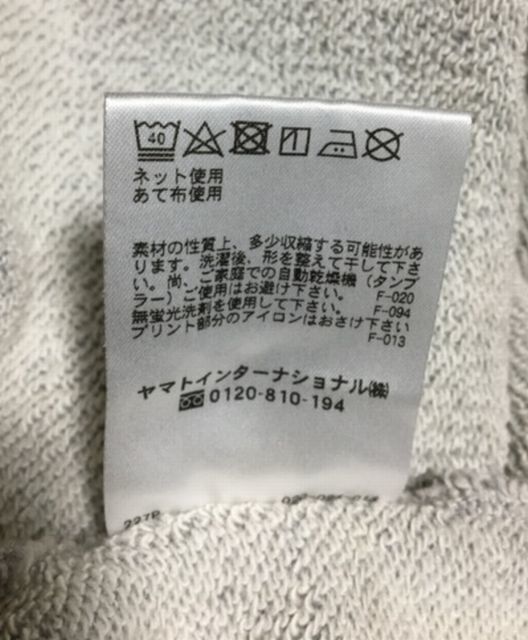 40
ネット使用
あて布使用
素材の性質上、多少収縮する可能性があ
ります。洗濯後、形を整えて干して下さ
い。尚、ご家庭での自動乾燥機（タンブ
ラー）ご使用はお避け下さい。 F-020
無蛍光洗剤を使用して下さい。 F-094
プリント部分のアイロンはおさけ下さい
F-013
ヤマトインターナショナル㈱
0120-810-194